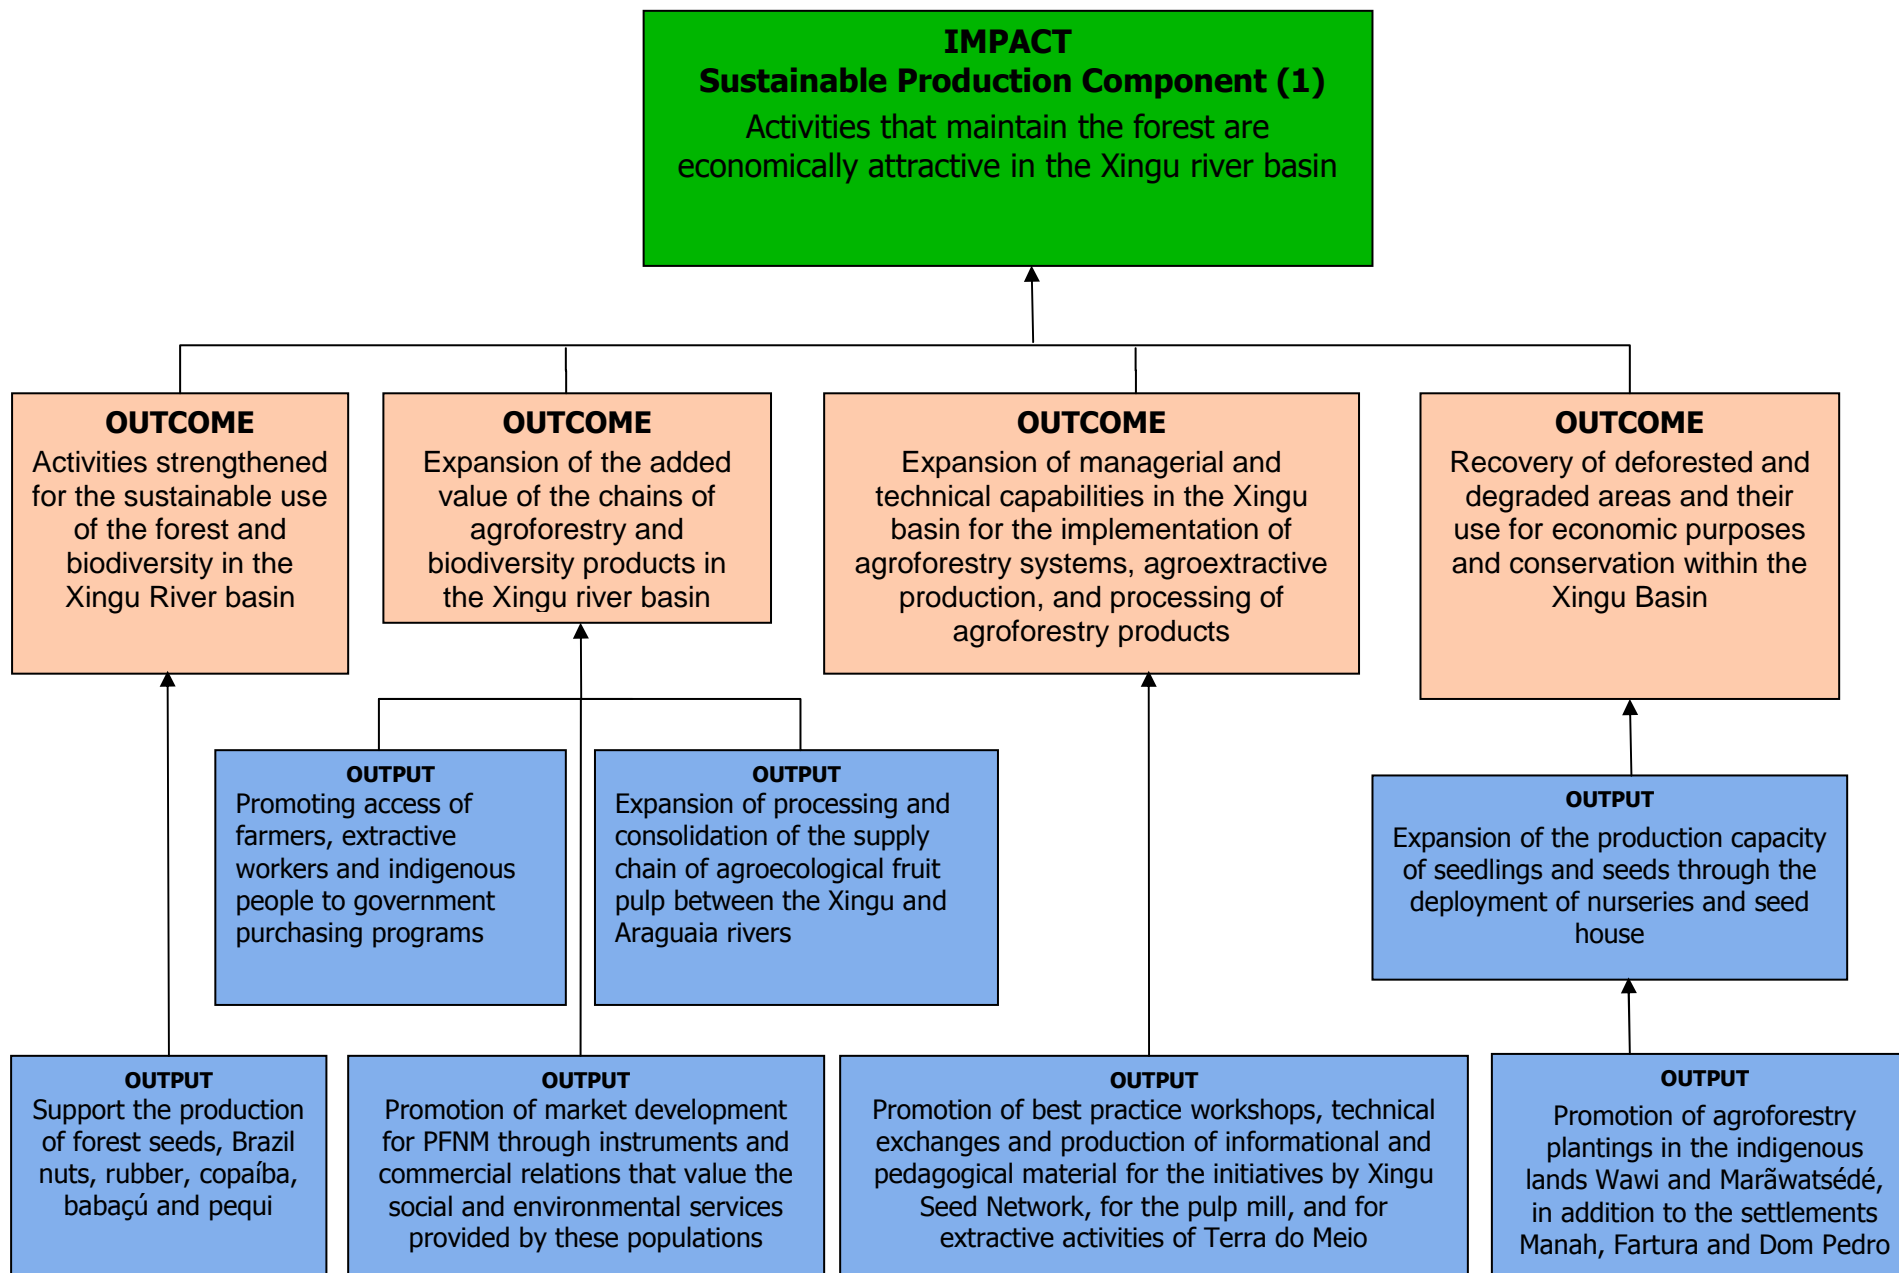 IMPACT
Sustainable Production Component (1)
Activities that maintain the forest are
economically attractive in the Xingu river basin
OUTCOME
Activities strengthened
for the sustainable use
of the forest and
biodiversity in the
Xingu River basin
OUTCOME
Expansion of the added
value of the chains of
agroforestry and
biodiversity products in
the Xingu river basin
OUTCOME
Expansion of managerial and
technical capabilities in the Xingu
basin for the implementation of
agroforestry systems, agroextractive
production, and processing of
agroforestry products
OUTCOME
Recovery of deforested and
degraded areas and their
use for economic purposes
and conservation within the
Xingu Basin
OUTPUT
Promoting access of
farmers, extractive
workers and indigenous
people to government
purchasing programs
OUTPUT
Expansion of processing and
consolidation of the supply
chain of agroecological fruit
pulp between the Xingu and
Araguaia rivers
OUTPUT
Expansion of the production capacity
of seedlings and seeds through the
deployment of nurseries and seed
house
OUTPUT
Support the production
of forest seeds, Brazil
nuts, rubber, copaíba,
babaçú and pequi
OUTPUT
Promotion of market development
for PFNM through instruments and
commercial relations that value the
social and environmental services
provided by these populations
OUTPUT
Promotion of best practice workshops, technical
exchanges and production of informational and
pedagogical material for the initiatives by Xingu
Seed Network, for the pulp mill, and for
extractive activities of Terra do Meio
OUTPUT
Promotion of agroforestry
plantings in the indigenous
lands Wawi and Marãwatsédé,
in addition to the settlements
Manah, Fartura and Dom Pedro